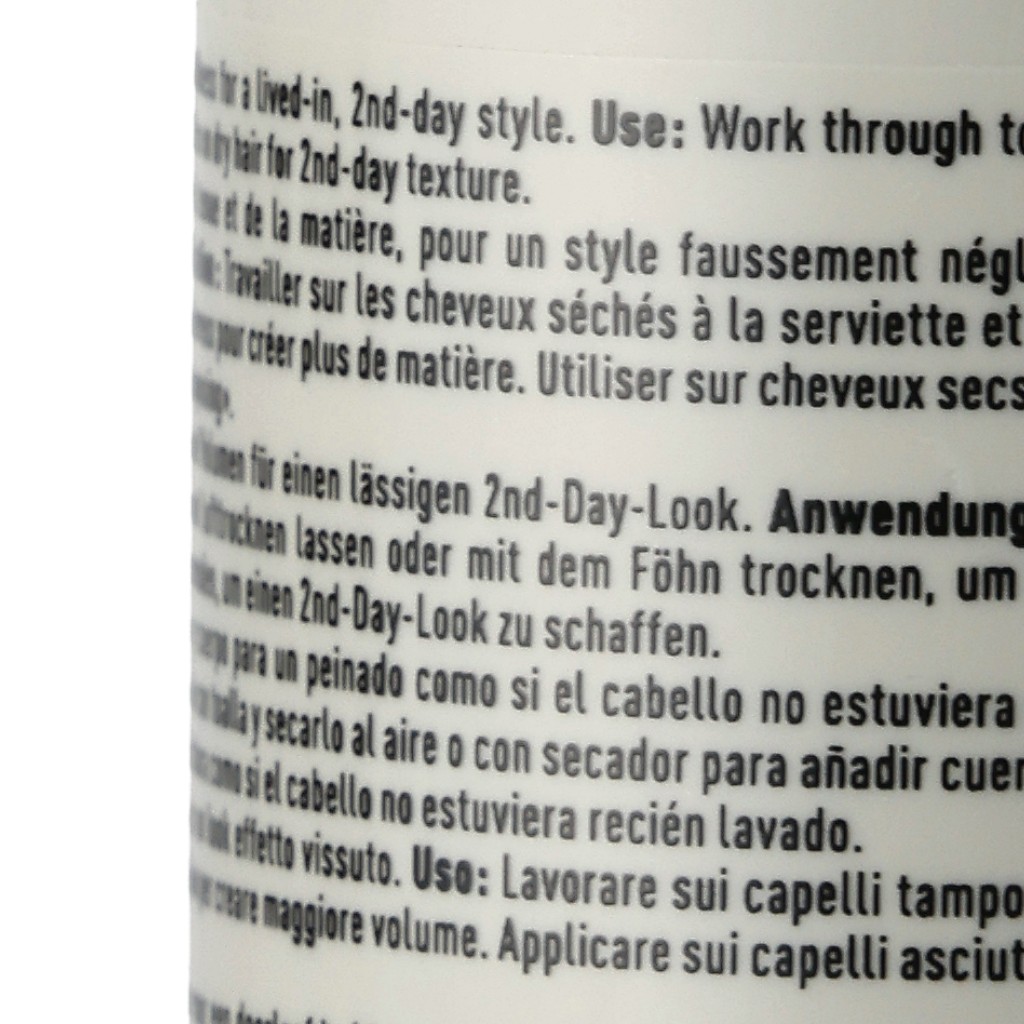 for a lived-in, 2nd-day style. Use: Work through
dry hair for 2nd-day texture.
et de la matière, pour un style faussement
Travailler sur les cheveux séchés à la serviette et
pour créer plus de matière. Utiliser sur cheveux secs
für einen lässigen 2nd-Day-Look. Anwendung
lassen oder mit dem Föhn trocknen, um
um einen 2nd-Day-Look zu schaffen.
para un peinado como si el cabello no estuviera
toalla y secarlo al aire o con secador para añadir
como si el cabello no estuviera recién lavado.
look effetto vissuto. Uso: Lavorare sui capelli
creare maggiore volume. Applicare sui capelli